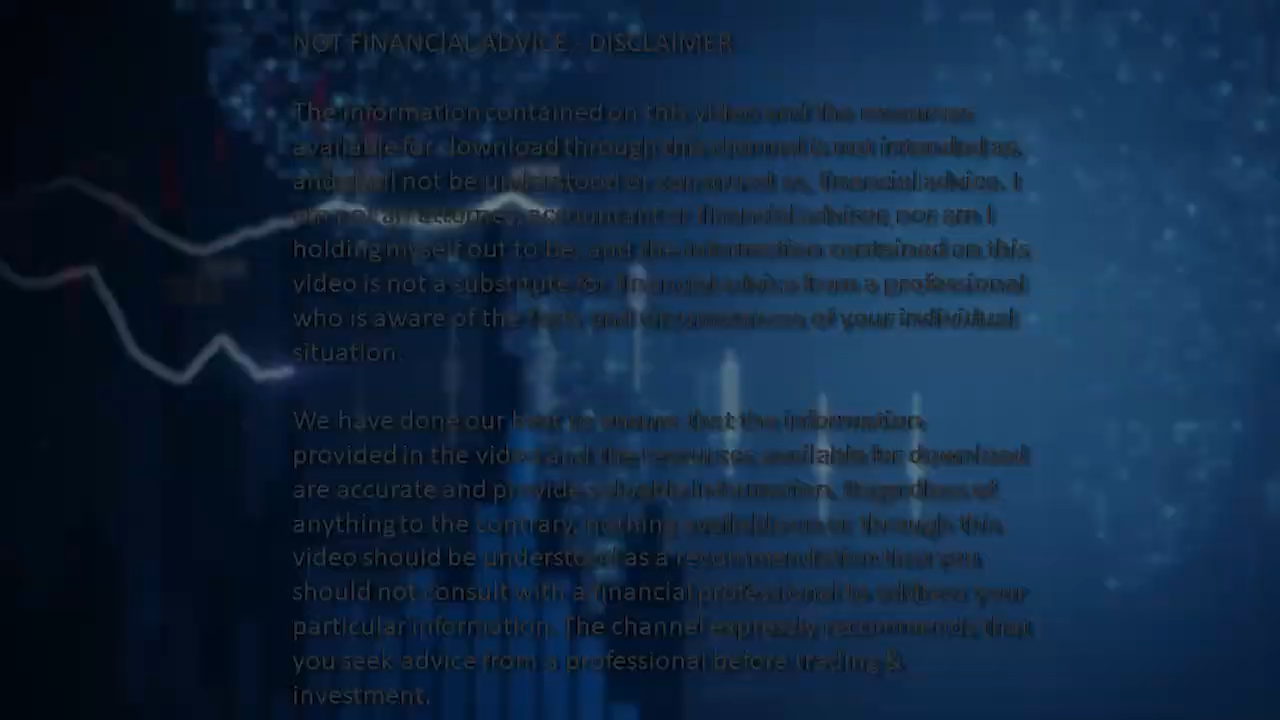 NOT FINANCIAL ADVICE - DISCLAIMER
The information contained on this video and the resources
available for download through this channel is not intended as,
and shall not be understood or construed as, financial advice. I
am not an attorney, accountant or financial advisor, nor am I
holding myself out to be, and the information contained on this
video is not a substitute for financial advice from a professional
who is aware of the facts and circumstances of your individual
situation.
We have done our best to ensure that the information
provided in the video and the resources available for download
are accurate and provide valuable information. Regardless of
anything to the contrary, nothing available on or through this
video should be understood as a recommendation that you
should not consult with a financial professional to address your
particular information. The channel expressly recommends that
you seek advice from a professional before trading &
investment.